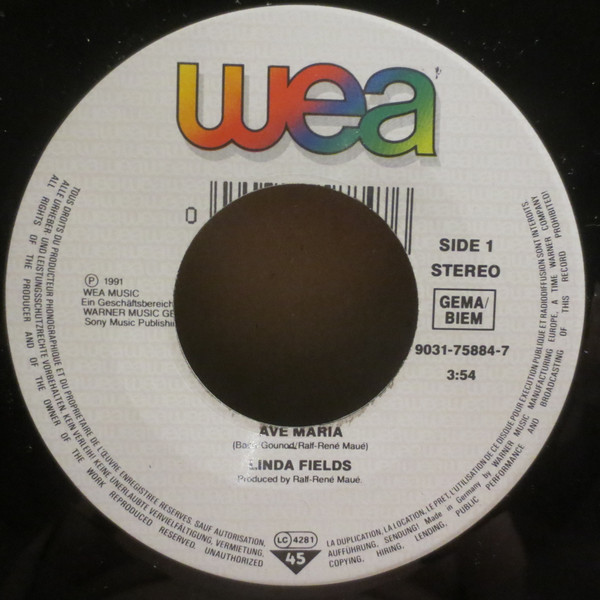 wea
0
SIDE 1
STEREO
GEMA/
BIEM
9031-75884-7
3:54
℗ 1991
WEA MUSIC
Ein Geschäftsbereich
WARNER MUSIC GE
Sony Music Publishin
AVE MARIA
(Bach Gounod/Ralf-René Maué)
LINDA FIELDS
Produced by Ralf-René Maué.
LC 4281
45
TOUS DROITS DU PRODUCTEUR PHONOGRAPHIQUE ET DU PROPRIETAIRE DE L'ŒUVRE ENREGISTREE RESERVES. SAUF AUTORISATION,
LA DUPLICATION, LA LOCATION, LE PRET, L'UTILISATION DE CE DISQUE POUR EXECUTION PUBLIQUE ET RADIODIFFUSION SONT INTERDITS
ALLE URHEBER- UND LEISTUNGSSCHUTZRECHTE VORBEHALTEN. KEIN VERLEIH! KEINE UNERLAUBTE VERVIELFÄLTIGUNG, VERMIETUNG,
AUFFÜHRUNG, SENDUNG! Made in Germany by WARNER MUSIC MANUFACTURING EUROPE. A TIME WARNER COMPANY
ALL RIGHTS OF THE PRODUCER AND OF THE OWNER OF THE WORK REPRODUCED RESERVED. UNAUTHORIZED
COPYING, HIRING, LENDING, PUBLIC PERFORMANCE AND BROADCASTING OF THIS RECORD PROHIBITED!